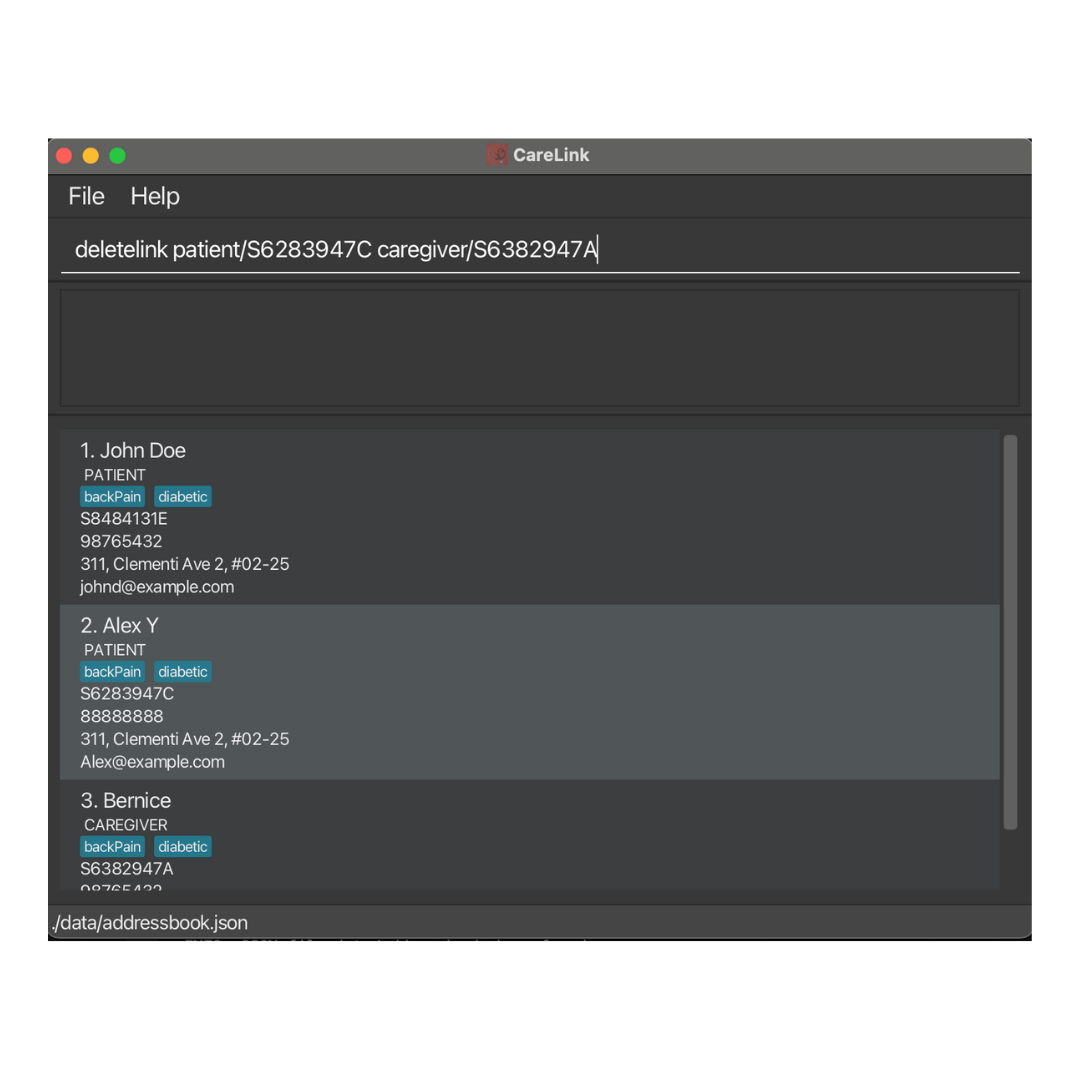 CareLink
File Help
deletelink patient/S6283947C caregiver/S6382947A
1. John Doe
PATIENT
backPain diabetic
S8484131E
98765432
311, Clementi Ave 2, #02-25
johnd@example.com
2. Alex Y
PATIENT
backPain diabetic
S6283947C
88888888
311, Clementi Ave 2, #02-25
Alex@example.com
3. Bernice
CAREGIVER
backPain diabetic
S6382947A
98765432
./data/addressbook.json